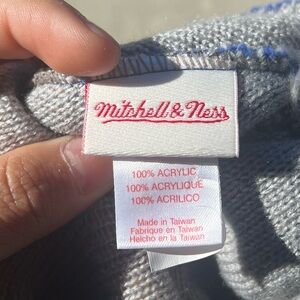 Mitchell & Ness
100% ACRYLIC
100% ACRYLIQUE
100% ACRILICO
Made in Taiwan
Fabrique en Taiwan
Helcho en la Taiwan